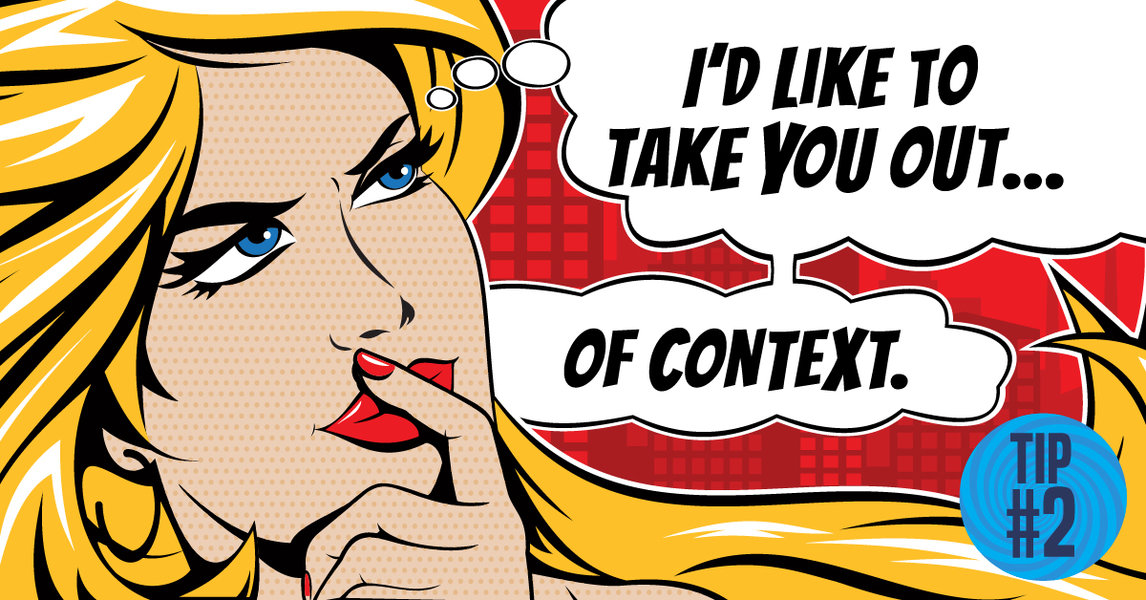 I'D LIKE TO
TAKE YOU OUT...
OF CONTEXT.
TIP
#2